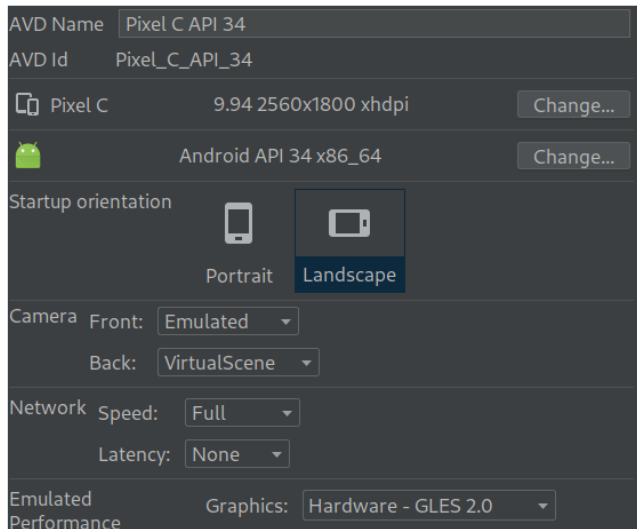 AVD Name Pixel C API 34
AVD Id Pixel_C_API_34
Pixel C 9.94 2560x1800 xhdpi Change...
Android API 34 x86_64 Change...
Startup orientation
Portrait Landscape
Camera Front: Emulated
Back: VirtualScene
Network Speed: Full
Latency: None
Emulated
Performance Graphics: Hardware - GLES 2.0